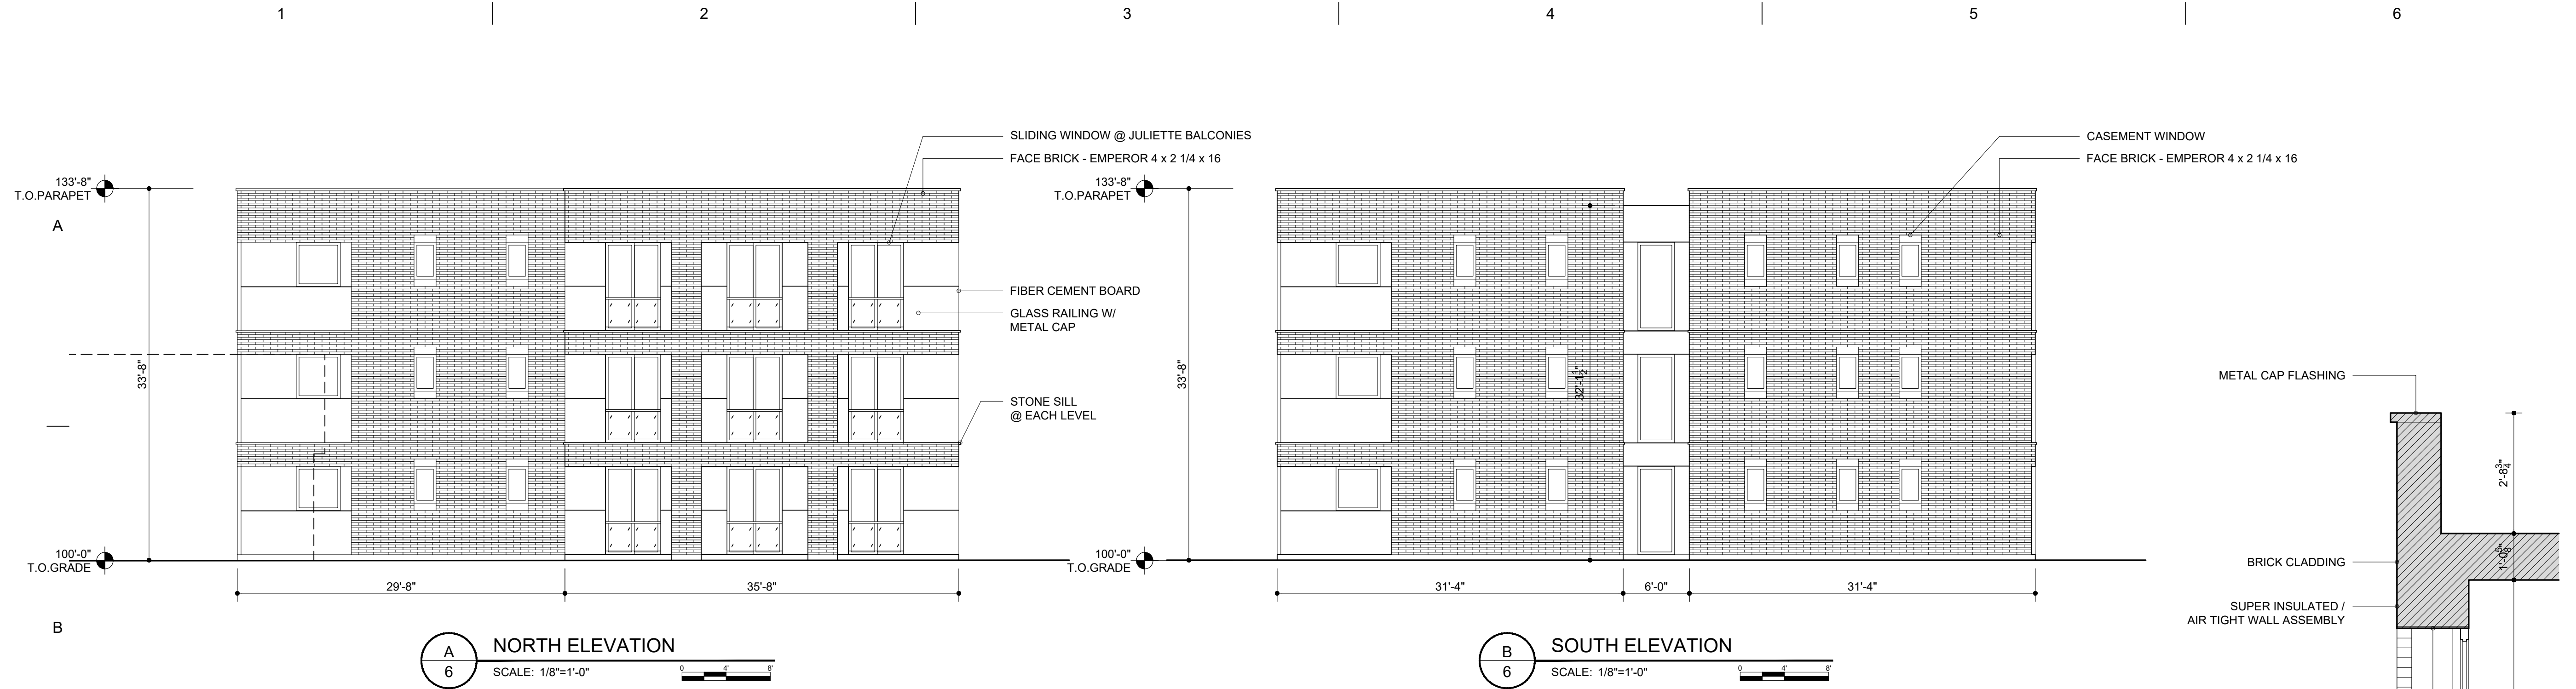 1 2 3 4 5 6
SLIDING WINDOW @ JULIETTE BALCONIES
FACE BRICK - EMPEROR 4 x 2 1/4 x 16
133'-8"
T.O.PARAPET
A
33'-8"
FIBER CEMENT BOARD
GLASS RAILING W/
METAL CAP
STONE SILL
@ EACH LEVEL
100'-0"
T.O.GRADE
29'-8" 35'-8"
B
A
6
NORTH ELEVATION
SCALE: 1/8"=1'-0"
0 4' 8'
CASEMENT WINDOW
FACE BRICK - EMPEROR 4 x 2 1/4 x 16
133'-8"
T.O.PARAPET
33'-8"
32'-1 1/2"
100'-0"
T.O.GRADE
31'-4" 6'-0" 31'-4"
B
6
SOUTH ELEVATION
SCALE: 1/8"=1'-0"
0 4' 8'
METAL CAP FLASHING
2'-8 3/4"
1'-0 5/8"
BRICK CLADDING
SUPER INSULATED /
AIR TIGHT WALL ASSEMBLY